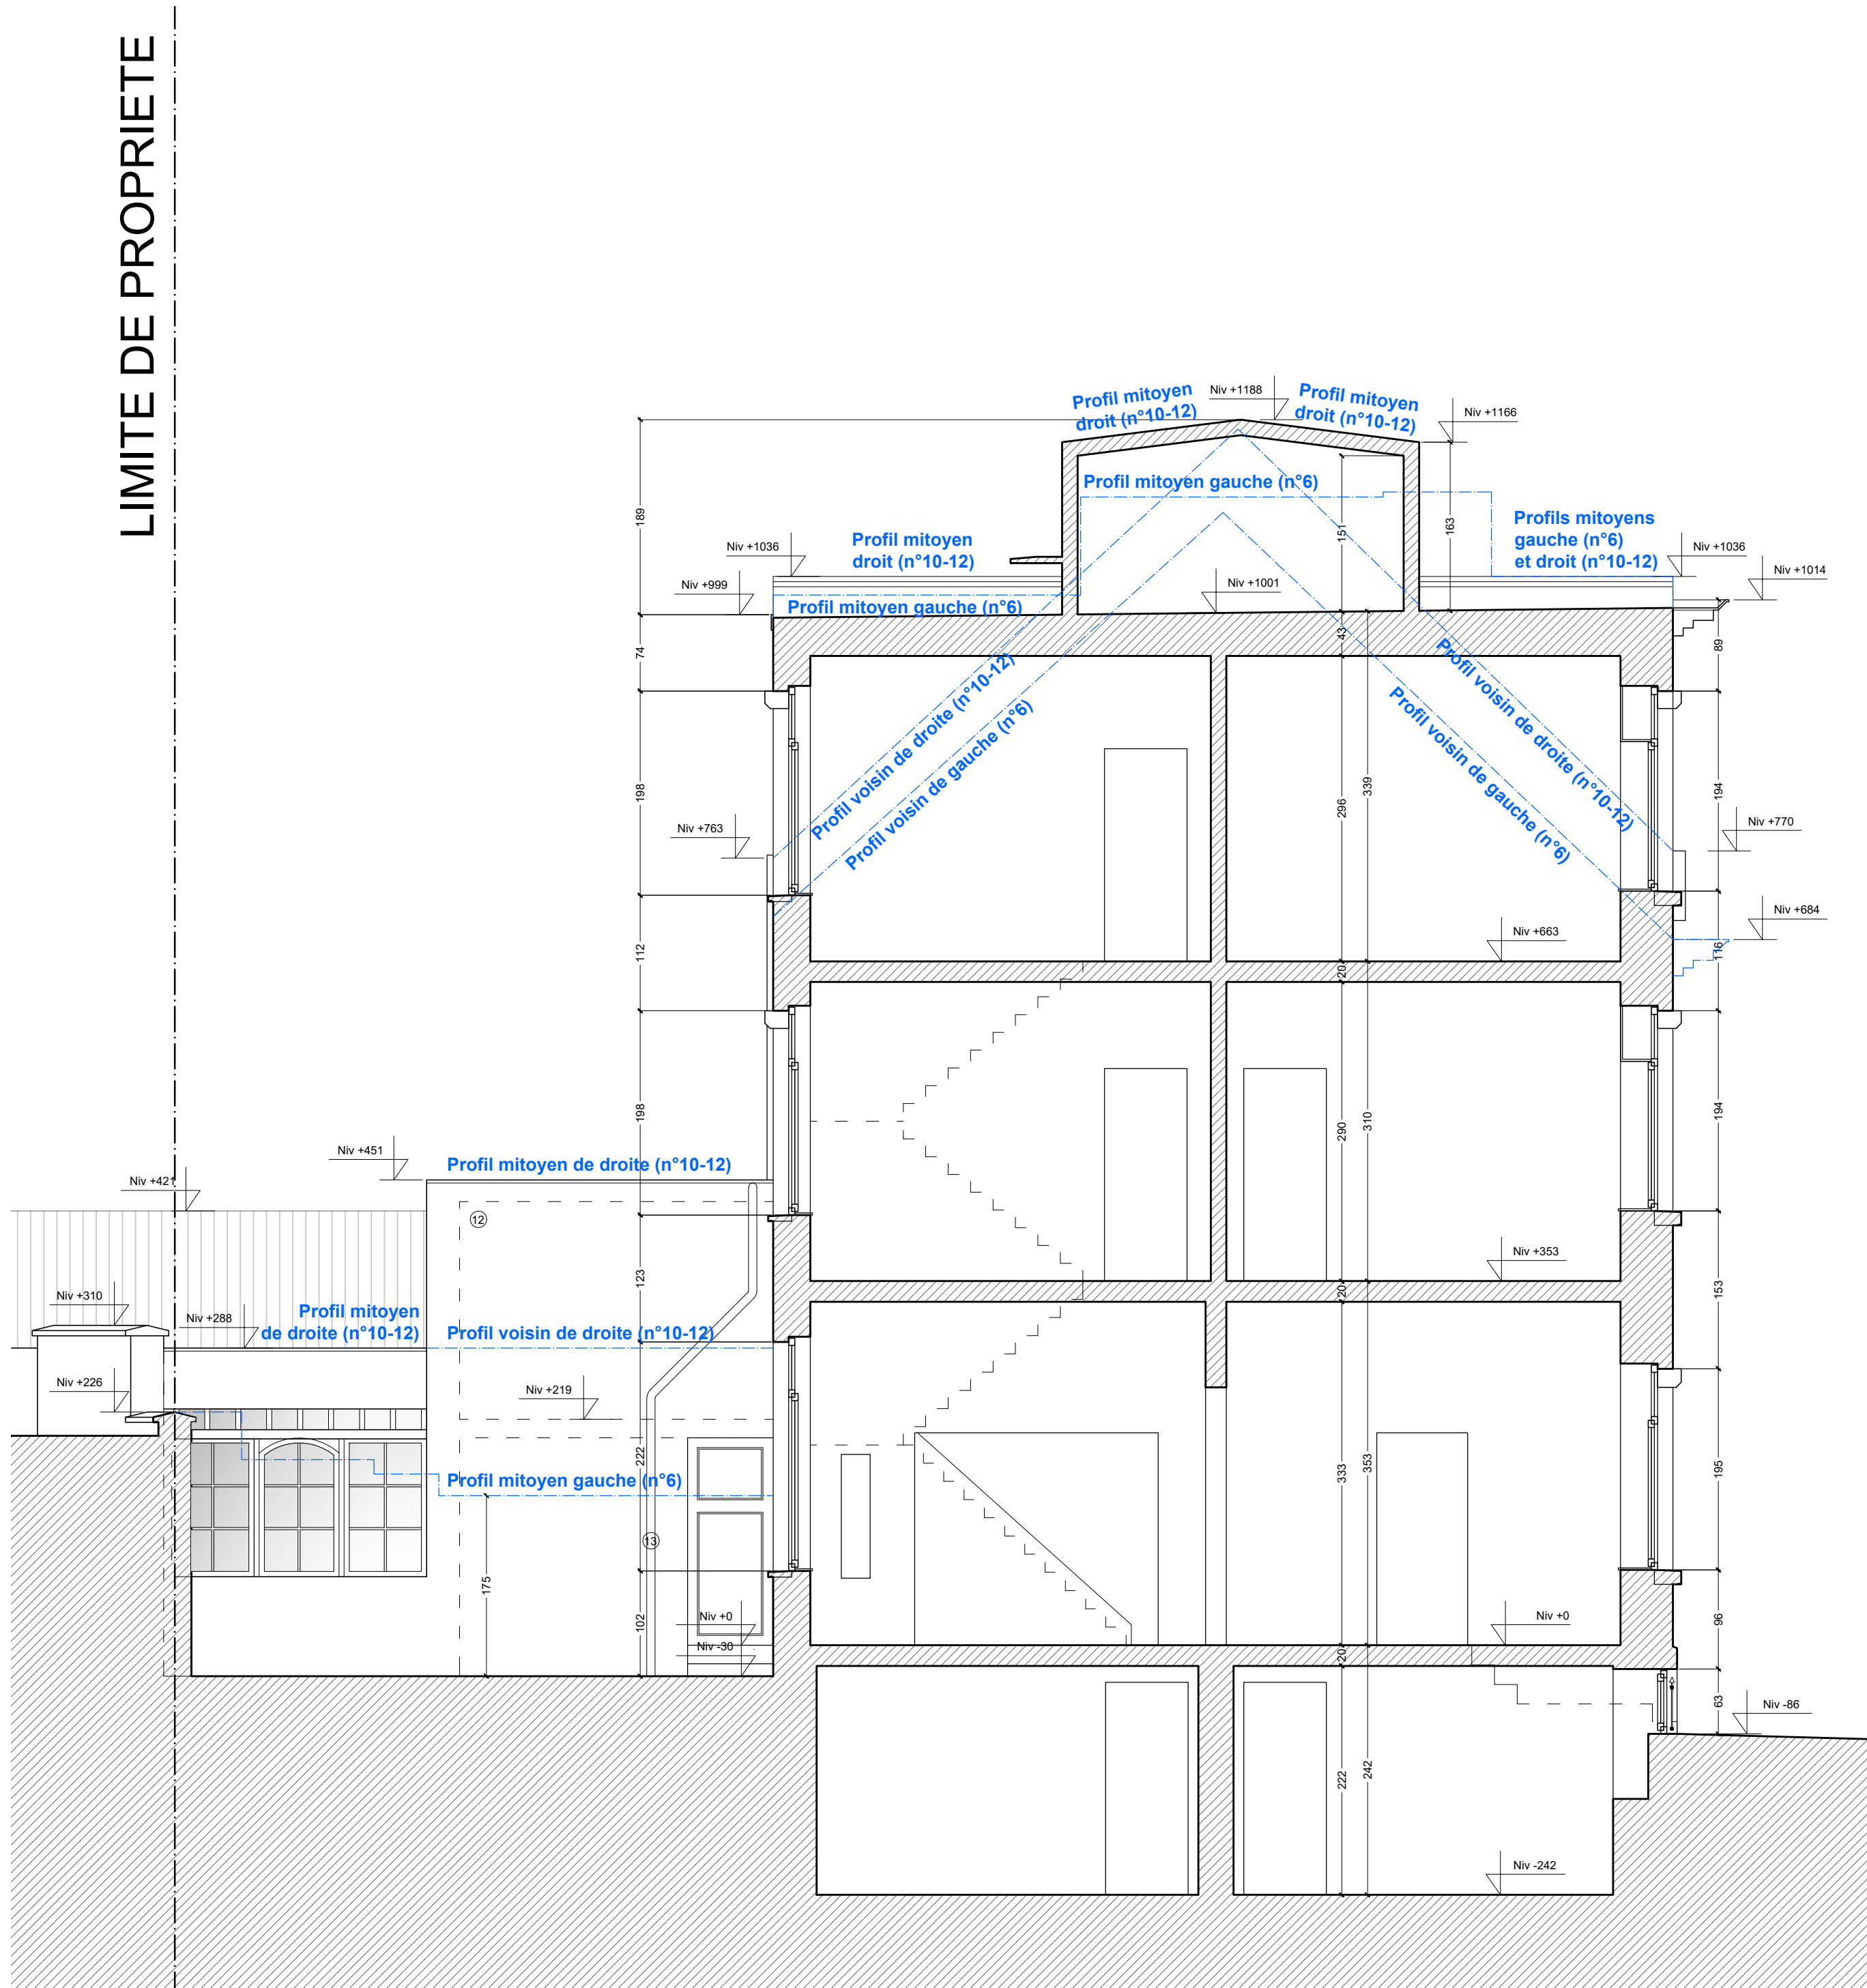 LIMITE DE PROPRIETE
Profil mitoyen
droit (n°10-12)
Niv +1188
Profil mitoyen
droit (n°10-12)
Niv +1166
189
Profil mitoyen gauche (n°6)
151
163
Profils mitoyens
gauche (n°6)
et droit (n°10-12)
Niv +1036
Profil mitoyen
droit (n°10-12)
Niv +1036
Niv +1014
Niv +999
Niv +1001
Profil mitoyen gauche (n°6)
74
43
89
Profil voisin de droite (n°10-12)
Profil voisin de gauche (n°6)
Profil voisin de droite (n°10-12)
Profil voisin de gauche (n°6)
198
296
339
194
Niv +763
Niv +770
Niv +684
Niv +663
112
116
20
198
290
310
194
Niv +451
Profil mitoyen de droite (n°10-12)
Niv +421
12
Niv +353
123
20
153
Niv +310
Niv +288
Profil mitoyen
de droite (n°10-12)
Profil voisin de droite (n°10-12)
Niv +226
Niv +219
222
333
353
195
Profil mitoyen gauche (n°6)
13
175
102
Niv +0
Niv +0
96
Niv -30
20
63
Niv -86
222
242
Niv -242